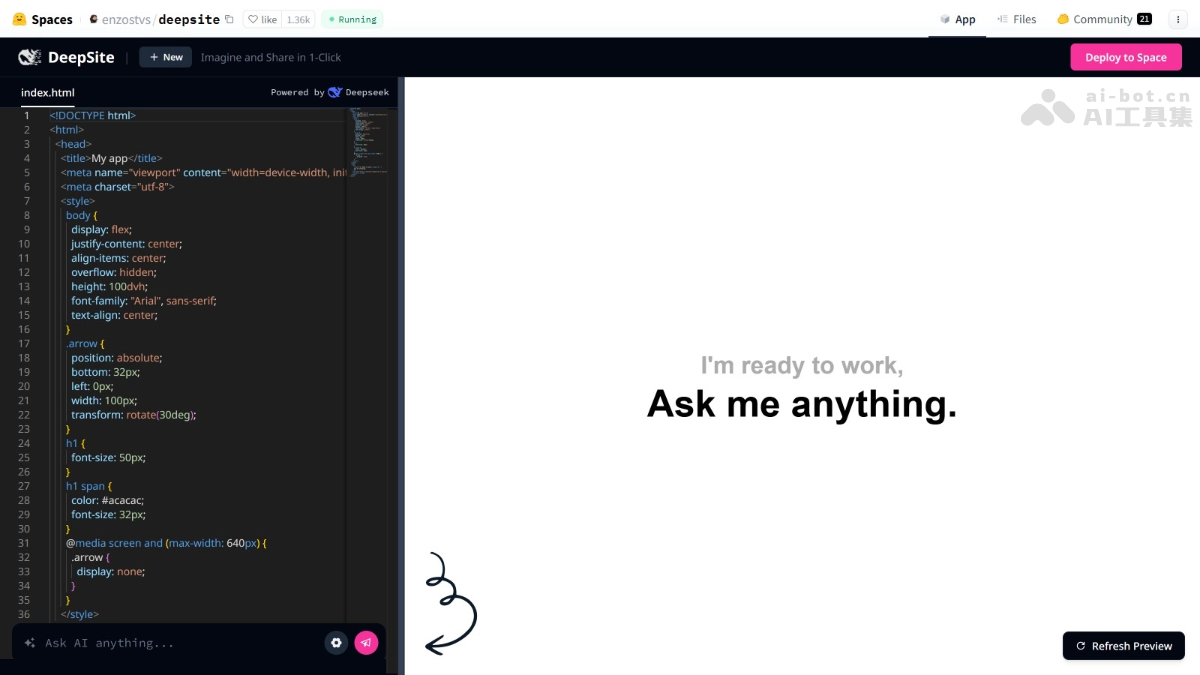 Spaces
enzostvs/deepsite
like
1.36k
Running
App
Files
Community
21
DeepSite
+ New
Imagine and Share in 1-Click
Deploy to Space
index.html
Powered by Deepseek
1 <!DOCTYPE html>
2 <html>
3 <head>
4 <title>My app</title>
5 <meta name="viewport" content="width=device-width, init
6 <meta charset="utf-8">
7 <style>
8 body {
9 display: flex;
10 justify-content: center;
11 align-items: center;
12 overflow: hidden;
13 height: 100dvh;
14 font-family: "Arial", sans-serif;
15 text-align: center;
16 }
17 .arrow {
18 position: absolute;
19 bottom: 32px;
20 left: 0px;
21 width: 100px;
22 transform: rotate(30deg);
23 }
24 h1 {
25 font-size: 50px;
26 }
27 h1 span {
28 color: #acacac;
29 font-size: 32px;
30 }
31 @media screen and (max-width: 640px) {
32 .arrow {
33 display: none;
34 }
35 }
36 </style>
Ask AI anything...
ai-bot.cn
AI工具集
I'm ready to work,
Ask me anything.
Refresh Preview